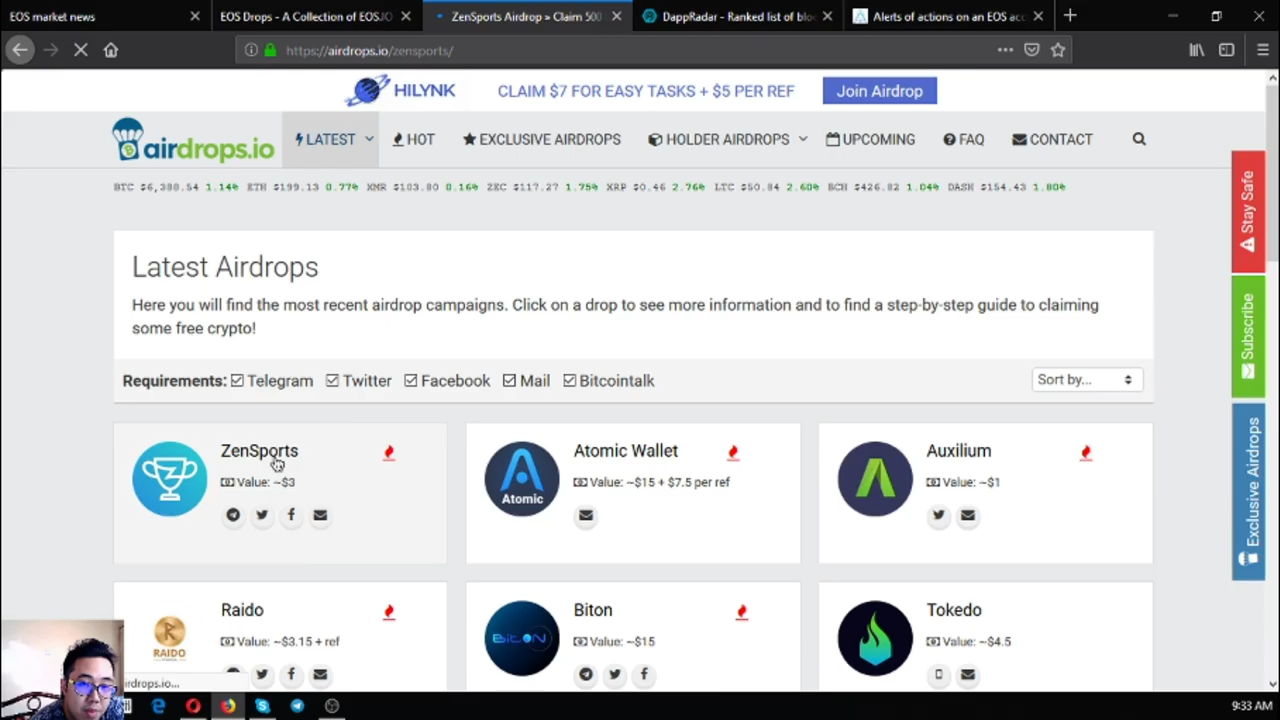 EOS market news
EOS Drops - A Collection of EOS.IO
ZenSports Airdrop » Claim 500
DappRadar - Ranked list of blo
Alerts of actions on an EOS acc
https://airdrops.io/zensports/
HILYNK
CLAIM $7 FOR EASY TASKS + $5 PER REF
Join Airdrop
airdrops.io
LATEST
HOT
EXCLUSIVE AIRDROPS
HOLDER AIRDROPS
UPCOMING
FAQ
CONTACT
BTC $6,388.54 1.14% ETH $199.13 0.77% XMR $103.80 0.16% ZEC $117.27 1.75% XRP $0.46 2.76% LTC $50.84 2.60% BCH $426.82 1.04% DASH $154.43 1.80%
Stay Safe
Subscribe
Exclusive Airdrops
Latest Airdrops
Here you will find the most recent airdrop campaigns. Click on a drop to see more information and to find a step-by-step guide to claiming
some free crypto!
Requirements: Telegram Twitter Facebook Mail Bitcointalk
Sort by...
ZenSports
Value: ~$3
Atomic
Atomic Wallet
Value: ~$15 + $7.5 per ref
Auxilium
Value: ~$1
RAIDO
Raido
Value: ~$3.15 + ref
BITON
Biton
Value: ~$15
Tokedo
Value: ~$4.5
irdrops.io...
9:33 AM